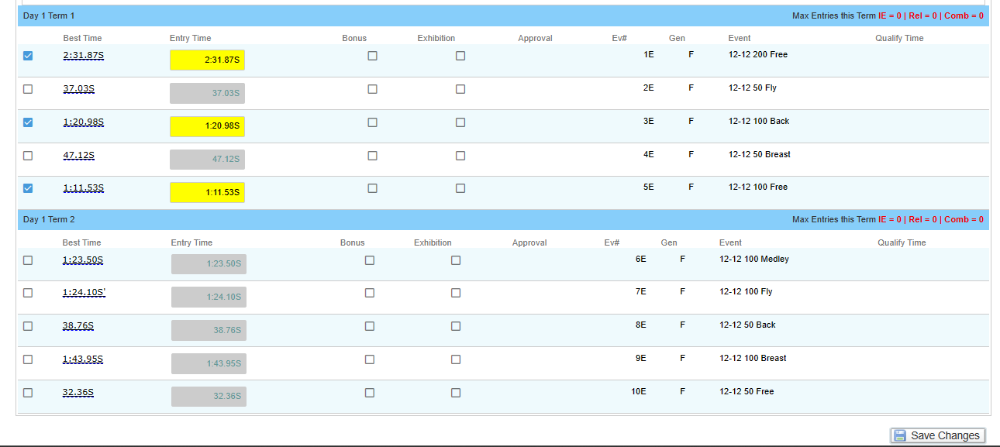 Day 1 Term 1 Max Entries this Term IE = 0 | Rel = 0 | Comb = 0
Best Time Entry Time Bonus Exhibition Approval Ev# Gen Event Qualify Time
2:31.87S 2:31.87S 1E F 12-12 200 Free
37.03S 37.03S 2E F 12-12 50 Fly
1:20.98S 1:20.98S 3E F 12-12 100 Back
47.12S 47.12S 4E F 12-12 50 Breast
1:11.53S 1:11.53S 5E F 12-12 100 Free
Day 1 Term 2 Max Entries this Term IE = 0 | Rel = 0 | Comb = 0
Best Time Entry Time Bonus Exhibition Approval Ev# Gen Event Qualify Time
1:23.50S 1:23.50S 6E F 12-12 100 Medley
1:24.10S' 1:24.10S 7E F 12-12 100 Fly
38.76S 38.76S 8E F 12-12 50 Back
1:43.95S 1:43.95S 9E F 12-12 100 Breast
32.36S 32.36S 10E F 12-12 50 Free
Save Changes